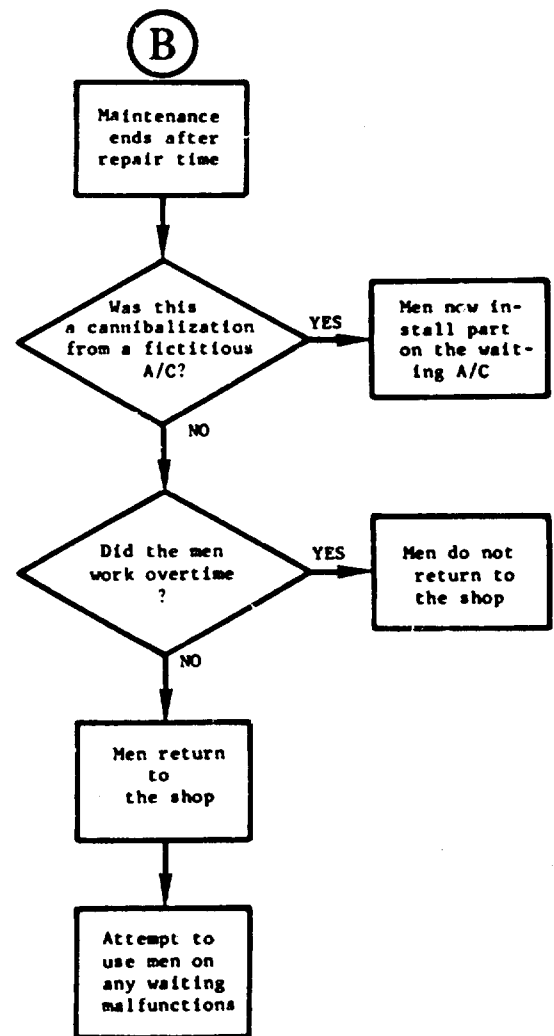 B
Maintenance
ends after
repair time
Was this
a cannibalization
from a fictitious
A/C?
YES
Men now in-
stall part
on the wait-
ing A/C
NO
Did the men
work overtime
?
YES
Men do not
return to
the shop
NO
Men return
to
the shop
Attempt to
use men on
any waiting
malfunctions